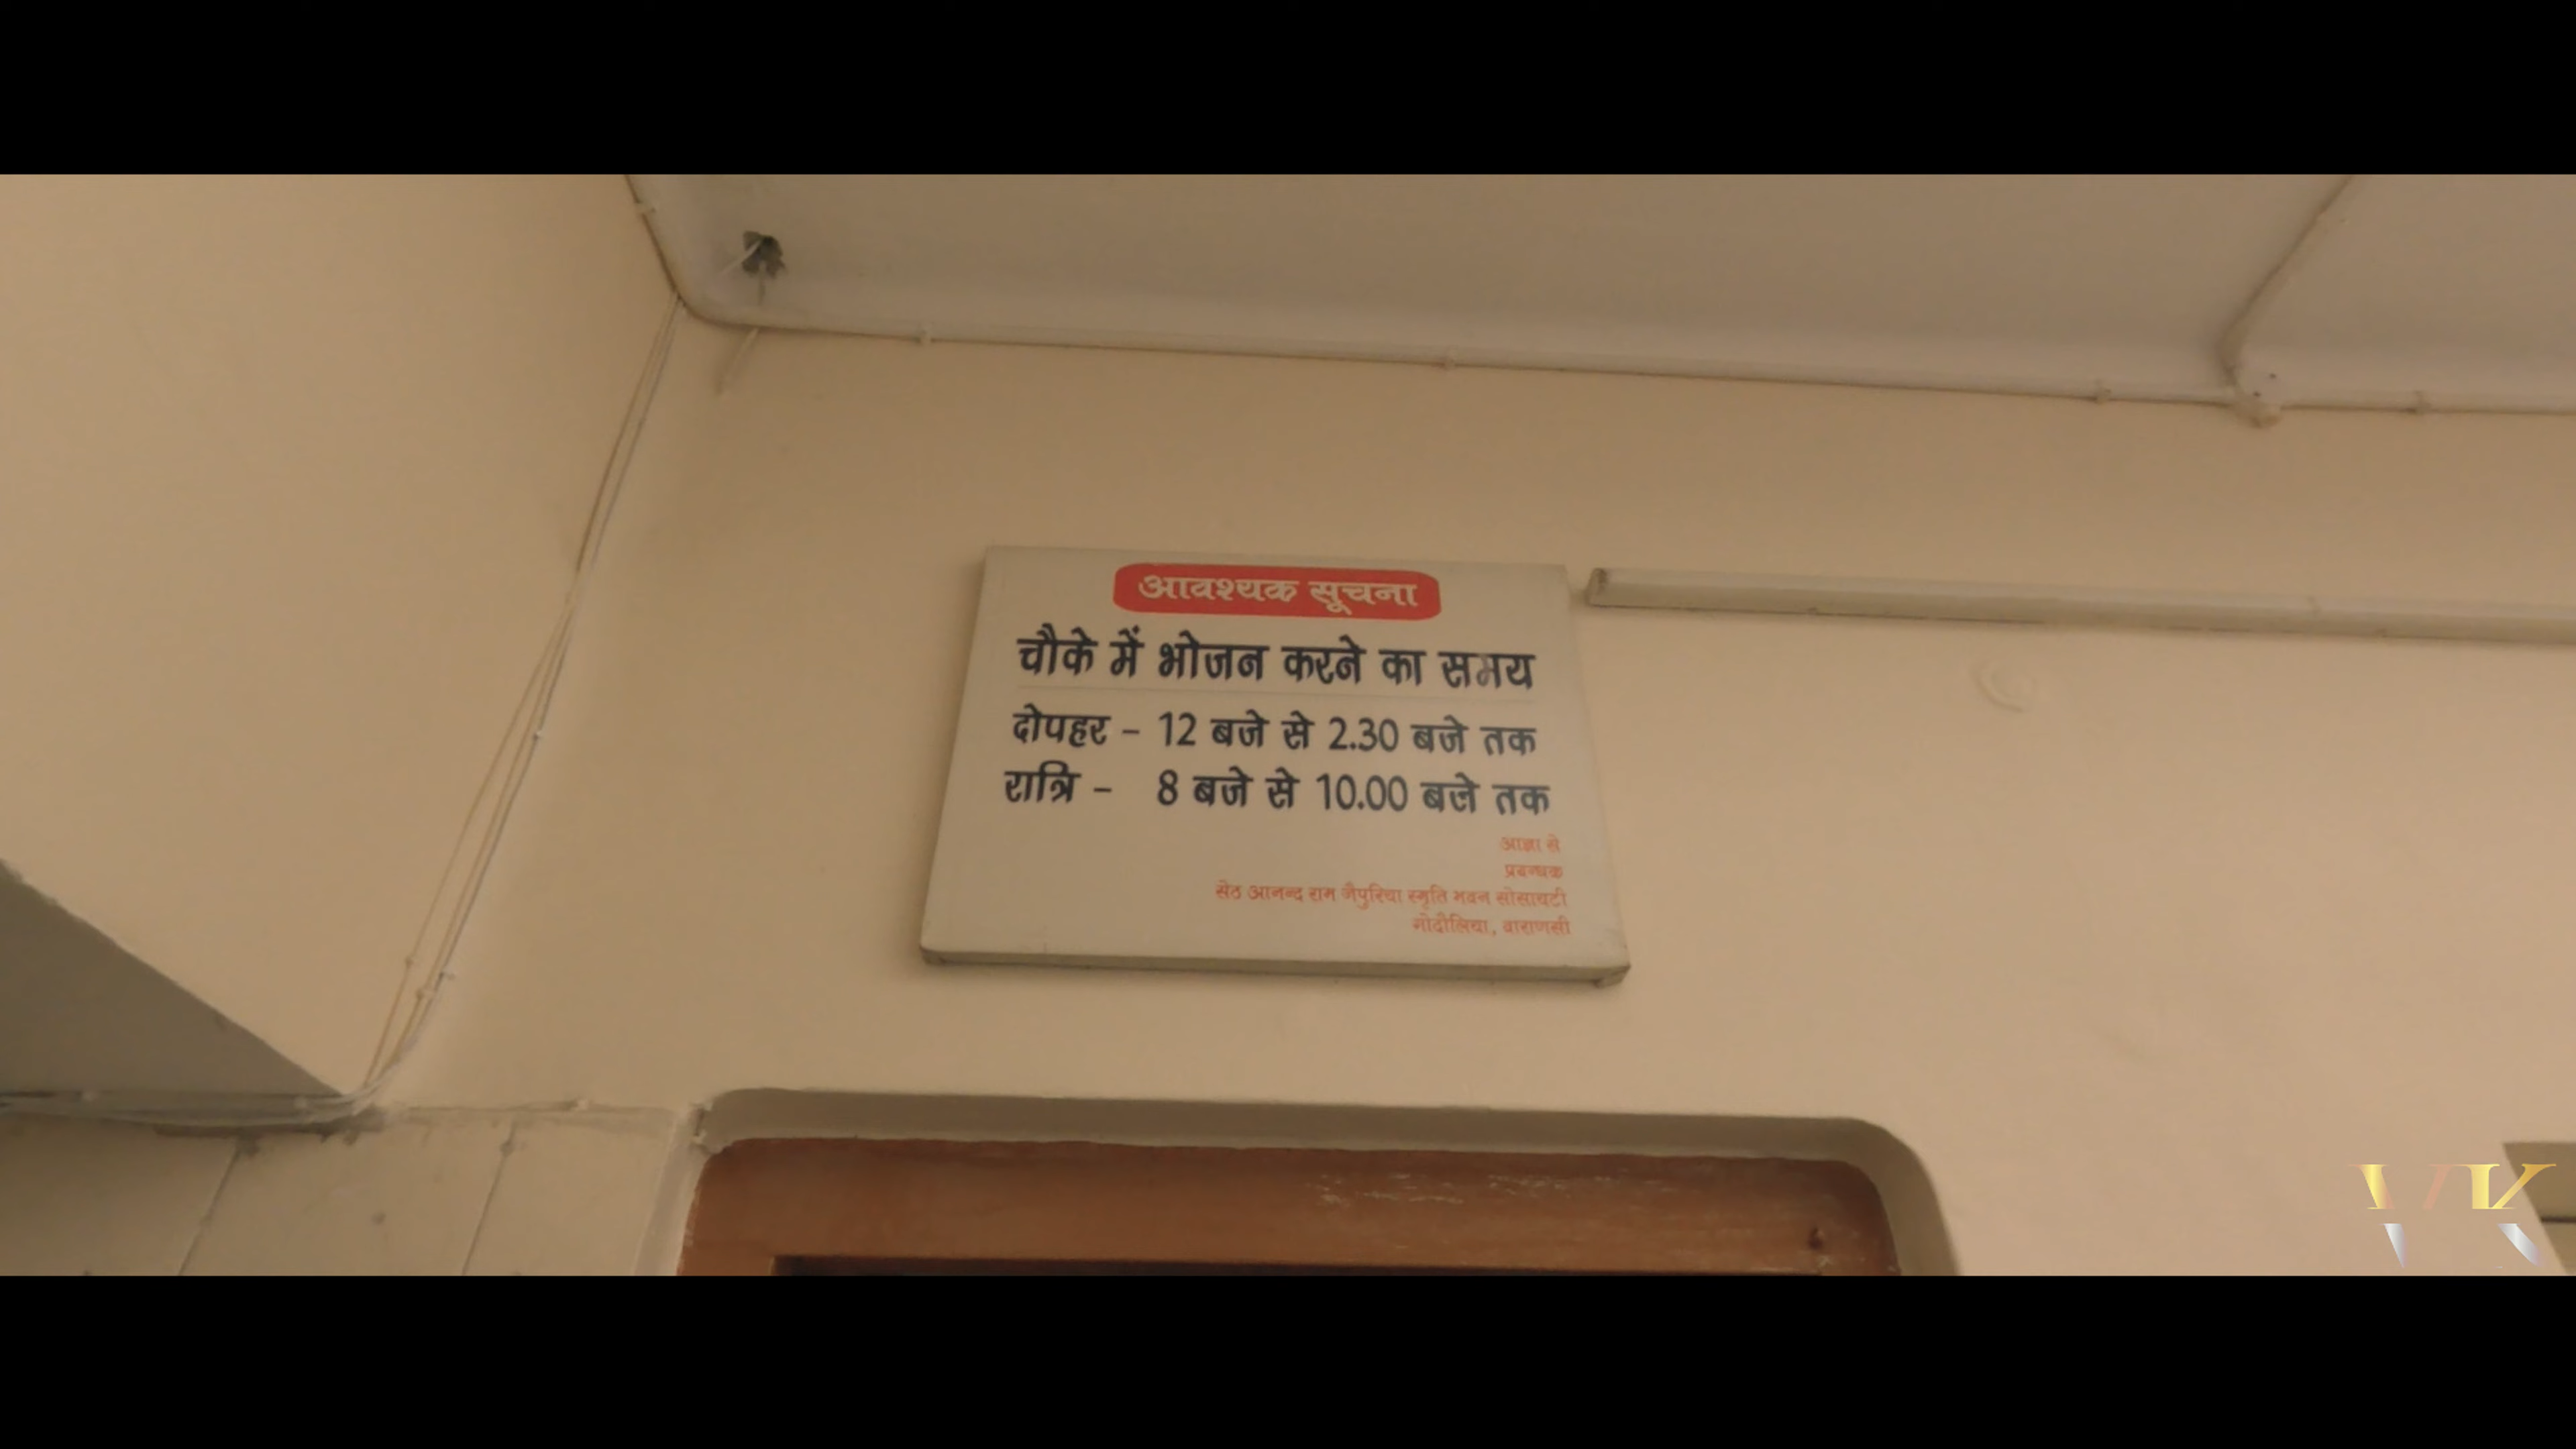 आवश्यक सूचना
चौके में भोजन करने का समय
दोपहर - 12 बजे से 2.30 बजे तक
रात्रि - 8 बजे से 10.00 बजे तक
आज्ञा से
प्रबन्धक
सेठ आनन्द राम जैपुरिया स्मृति भवन सोसायटी
गोदौलिया, वाराणसी
VK